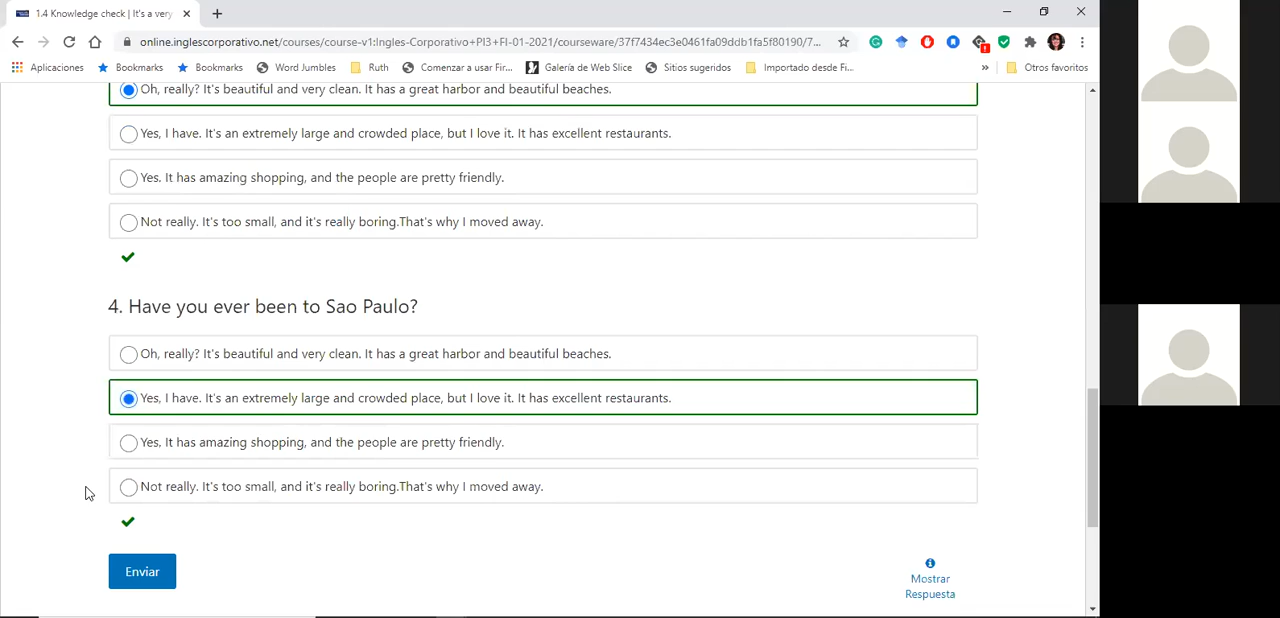 1.4 Knowledge check | It's a very
online.inglescorporativo.net/courses/course-v1:Ingles-Corporativo+PI3+FI-01-2021/courseware/37f7434ec3e0461fa09ddb1fa5f80190/7...
Aplicaciones Bookmarks Bookmarks Word Jumbles Ruth Comenzar a usar Fir... Galería de Web Slice Sitios sugeridos Importado desde Fi... » Otros favoritos
Oh, really? It's beautiful and very clean. It has a great harbor and beautiful beaches.
Yes, I have. It's an extremely large and crowded place, but I love it. It has excellent restaurants.
Yes. It has amazing shopping, and the people are pretty friendly.
Not really. It's too small, and it's really boring.That's why I moved away.
4. Have you ever been to Sao Paulo?
Oh, really? It's beautiful and very clean. It has a great harbor and beautiful beaches.
Yes, I have. It's an extremely large and crowded place, but I love it. It has excellent restaurants.
Yes. It has amazing shopping, and the people are pretty friendly.
Not really. It's too small, and it's really boring.That's why I moved away.
Enviar
Mostrar
Respuesta